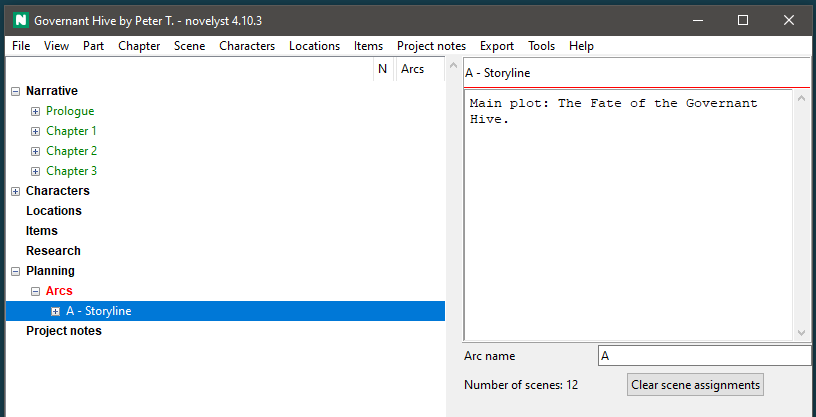 Governant Hive by Peter T. - novelyst 4.10.3
File View Part Chapter Scene Characters Locations Items Project notes Export Tools Help
N Arcs
Narrative
Prologue
Chapter 1
Chapter 2
Chapter 3
Characters
Locations
Items
Research
Planning
Arcs
A - Storyline
Project notes
A - Storyline
Main plot: The Fate of the Governant
Hive.
Arc name A
Number of scenes: 12 Clear scene assignments